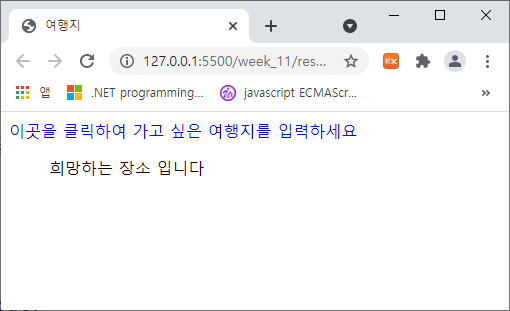 여행지
127.0.0.1:5500/week_11/res...
앱
.NET programming...
javascript ECMAScr...
이곳을 클릭하여 가고 싶은 여행지를 입력하세요
희망하는 장소 입니다